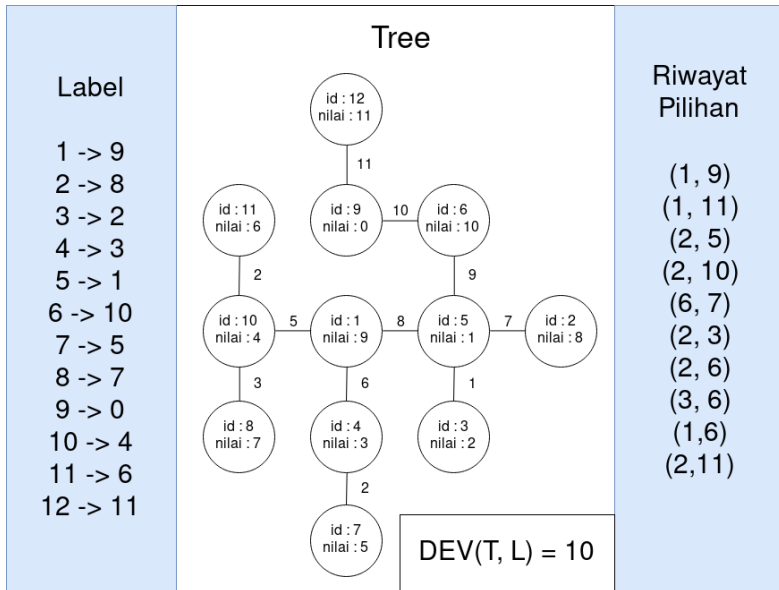 Label
1 -> 9
2 -> 8
3 -> 2
4 -> 3
5 -> 1
6 -> 10
7 -> 5
8 -> 7
9 -> 0
10 -> 4
11 -> 6
12 -> 11
Tree
id : 12
nilai : 11
11
id : 11
nilai : 6
id : 9
nilai : 0
10
id : 6
nilai : 10
2
9
id : 10
nilai : 4
5
id : 1
nilai : 9
8
id : 5
nilai : 1
7
id : 2
nilai : 8
3
6
1
id : 8
nilai : 7
id : 4
nilai : 3
id : 3
nilai : 2
2
id : 7
nilai : 5
DEV(T, L) = 10
Riwayat
Pilihan
(1, 9)
(1, 11)
(2, 5)
(2, 10)
(6, 7)
(2, 3)
(2, 6)
(3, 6)
(1,6)
(2,11)